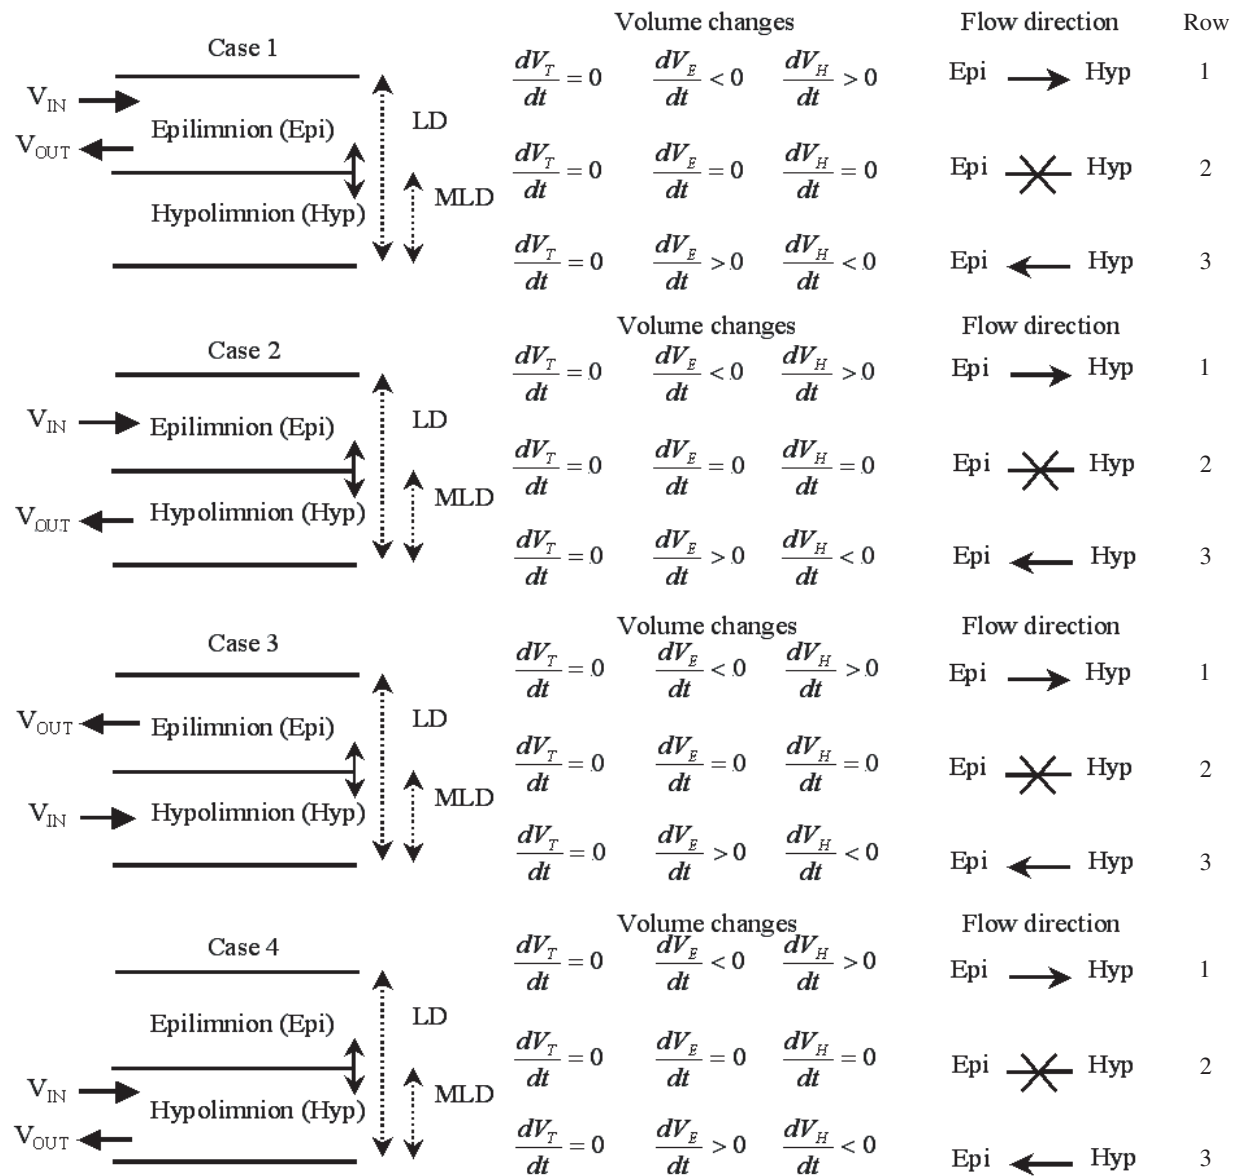 Volume changes Flow direction Row
Case 1
dV_T/dt = 0 dV_E/dt < 0 dV_H/dt > 0 Epi Hyp 1
V_IN
LD
Epilimnion (Epi)
V_OUT
dV_T/dt = 0 dV_E/dt = 0 dV_H/dt = 0 Epi Hyp 2
MLD
Hypolimnion (Hyp)
dV_T/dt = 0 dV_E/dt > 0 dV_H/dt < 0 Epi Hyp 3
Volume changes Flow direction
Case 2
dV_T/dt = 0 dV_E/dt < 0 dV_H/dt > 0 Epi Hyp 1
V_IN Epilimnion (Epi) LD
dV_T/dt = 0 dV_E/dt = 0 dV_H/dt = 0 Epi Hyp 2
MLD
V_OUT Hypolimnion (Hyp)
dV_T/dt = 0 dV_E/dt > 0 dV_H/dt < 0 Epi Hyp 3
Volume changes Flow direction
Case 3
dV_T/dt = 0 dV_E/dt < 0 dV_H/dt > 0 Epi Hyp 1
V_OUT Epilimnion (Epi) LD
dV_T/dt = 0 dV_E/dt = 0 dV_H/dt = 0 Epi Hyp 2
MLD
V_IN Hypolimnion (Hyp)
dV_T/dt = 0 dV_E/dt > 0 dV_H/dt < 0 Epi Hyp 3
Volume changes Flow direction
Case 4
dV_T/dt = 0 dV_E/dt < 0 dV_H/dt > 0 Epi Hyp 1
Epilimnion (Epi) LD
dV_T/dt = 0 dV_E/dt = 0 dV_H/dt = 0 Epi Hyp 2
V_IN MLD
Hypolimnion (Hyp)
V_OUT
dV_T/dt = 0 dV_E/dt > 0 dV_H/dt < 0 Epi Hyp 3